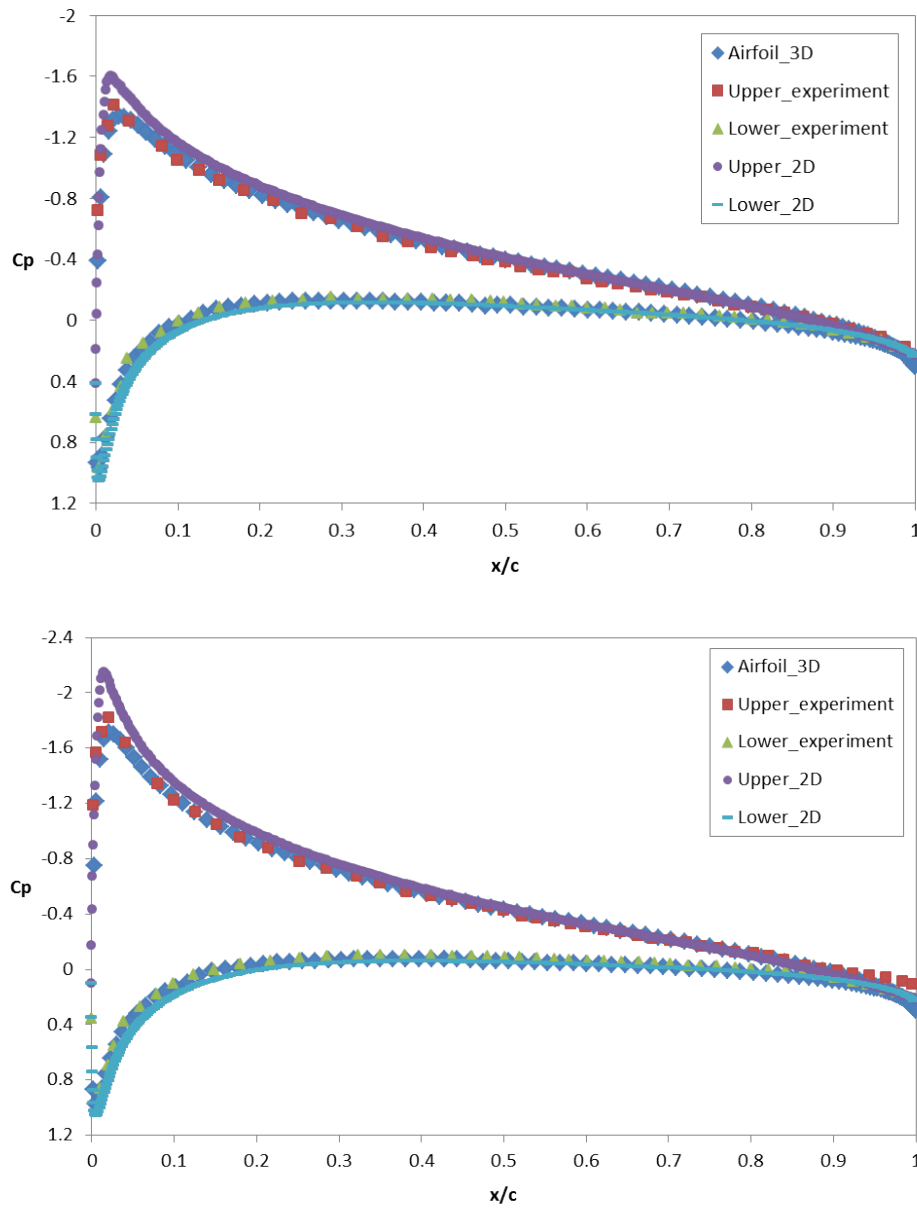 -2
-1.6
-1.2
-0.8
-0.4
0
0.4
0.8
1.2
Cp
Airfoil_3D
Upper_experiment
Lower_experiment
Upper_2D
Lower_2D
0 0.1 0.2 0.3 0.4 0.5 0.6 0.7 0.8 0.9 1
x/c
-2.4
-2
-1.6
-1.2
-0.8
-0.4
0
0.4
0.8
1.2
Cp
Airfoil_3D
Upper_experiment
Lower_experiment
Upper_2D
Lower_2D
0 0.1 0.2 0.3 0.4 0.5 0.6 0.7 0.8 0.9 1
x/c